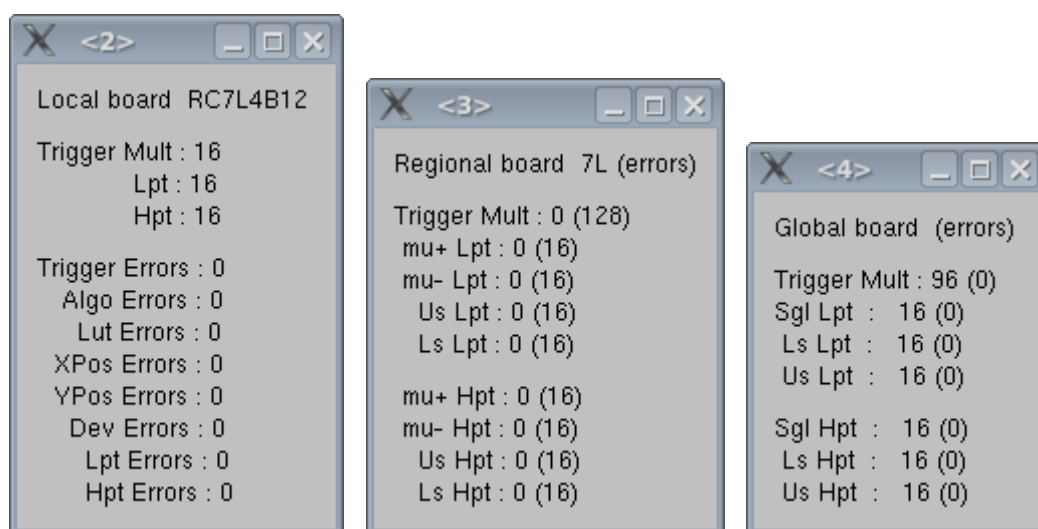 <2>
Local board RC7L4B12
Trigger Mult : 16
Lpt : 16
Hpt : 16
Trigger Errors : 0
Algo Errors : 0
Lut Errors : 0
XPos Errors : 0
YPos Errors : 0
Dev Errors : 0
Lpt Errors : 0
Hpt Errors : 0
<3>
Regional board 7L (errors)
Trigger Mult : 0 (128)
mu+ Lpt : 0 (16)
mu- Lpt : 0 (16)
Us Lpt : 0 (16)
Ls Lpt : 0 (16)
mu+ Hpt : 0 (16)
mu- Hpt : 0 (16)
Us Hpt : 0 (16)
Ls Hpt : 0 (16)
<4>
Global board (errors)
Trigger Mult : 96 (0)
Sgl Lpt : 16 (0)
Ls Lpt : 16 (0)
Us Lpt : 16 (0)
Sgl Hpt : 16 (0)
Ls Hpt : 16 (0)
Us Hpt : 16 (0)